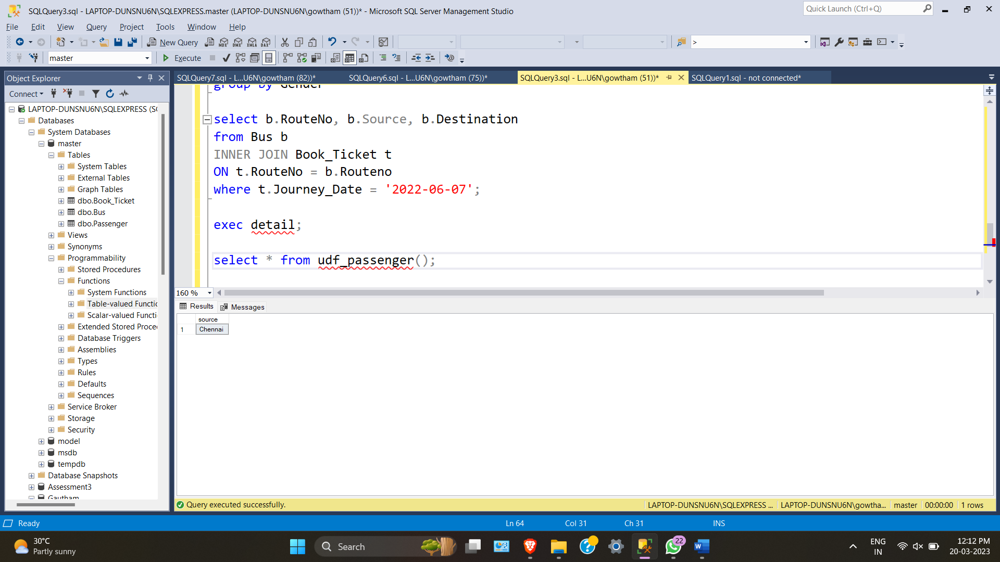 SQLQuery3.sql - LAPTOP-DUNSNU6N\SQLEXPRESS.master (LAPTOP-DUNSNU6N\gowtham (51))* - Microsoft SQL Server Management Studio
Quick Launch (Ctrl+Q)
File Edit View Query Project Tools Window Help
New Query MDX DMX XMLA DAX >
master Execute
Object Explorer
SQLQuery7.sql - L...U6N\gowtham (82))* SQLQuery6.sql - L...U6N\gowtham (75))* SQLQuery3.sql - L...U6N\gowtham (51))* SQLQuery1.sql - not connected*
Connect
LAPTOP-DUNSNU6N\SQLEXPRESS (S
Databases
System Databases
master
Tables
System Tables
External Tables
Graph Tables
dbo.Book_Ticket
dbo.Bus
dbo.Passenger
Views
Synonyms
Programmability
Stored Procedures
Functions
System Functions
Table-valued Functi
Scalar-valued Functi
Extended Stored Proce
Database Triggers
Assemblies
Types
Rules
Defaults
Sequences
Service Broker
Storage
Security
model
msdb
tempdb
Database Snapshots
Assessment3
Gautham
group by Gender
select b.RouteNo, b.Source, b.Destination
from Bus b
INNER JOIN Book_Ticket t
ON t.RouteNo = b.Routeno
where t.Journey_Date = '2022-06-07';
exec detail;
select * from udf_passenger();
160 %
Results Messages
source
1 Chennai
Query executed successfully. LAPTOP-DUNSNU6N\SQLEXPRESS ... LAPTOP-DUNSNU6N\gowtha... master 00:00:00 1 rows
Ready Ln 64 Col 31 Ch 31 INS
30°C
Partly sunny
Search
22
ENG
IN
12:12 PM
20-03-2023